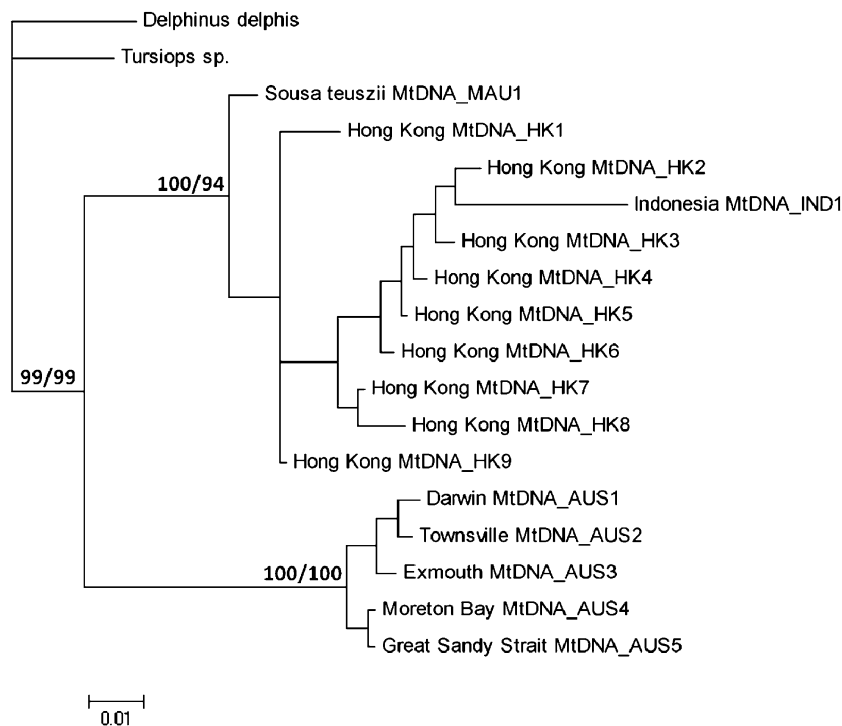 Delphinus delphis
Tursiops sp.
Sousa teuszii MtDNA_MAU1
Hong Kong MtDNA_HK1
100/94
Hong Kong MtDNA_HK2
Indonesia MtDNA_IND1
Hong Kong MtDNA_HK3
Hong Kong MtDNA_HK4
Hong Kong MtDNA_HK5
Hong Kong MtDNA_HK6
99/99
Hong Kong MtDNA_HK7
Hong Kong MtDNA_HK8
Hong Kong MtDNA_HK9
Darwin MtDNA_AUS1
Townsville MtDNA_AUS2
100/100
Exmouth MtDNA_AUS3
Moreton Bay MtDNA_AUS4
Great Sandy Strait MtDNA_AUS5
0.01